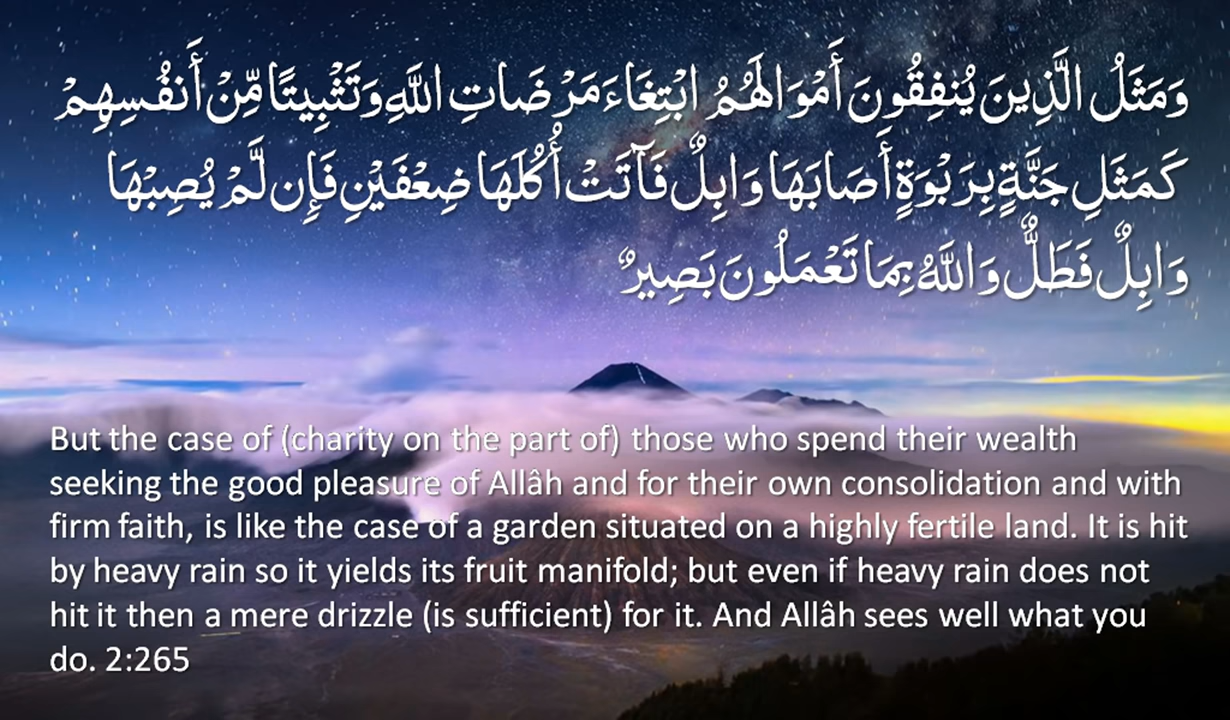 وَمَثَلُ الَّذِينَ يُنفِقُونَ أَمْوَالَهُمُ ابْتِغَاءَ مَرْضَاتِ اللَّهِ وَتَثْبِيتًا مِّنْ أَنفُسِهِمْ
كَمَثَلِ جَنَّةٍ بِرَبْوَةٍ أَصَابَهَا وَابِلٌ فَآتَتْ أُكُلَهَا ضِعْفَيْنِ فَإِن لَّمْ يُصِبْهَا
وَابِلٌ فَطَلٌّ وَاللَّهُ بِمَا تَعْمَلُونَ بَصِيرٌ
But the case of (charity on the part of) those who spend their wealth
seeking the good pleasure of Allâh and for their own consolidation and with
firm faith, is like the case of a garden situated on a highly fertile land. It is hit
by heavy rain so it yields its fruit manifold; but even if heavy rain does not
hit it then a mere drizzle (is sufficient) for it. And Allâh sees well what you
do. 2:265